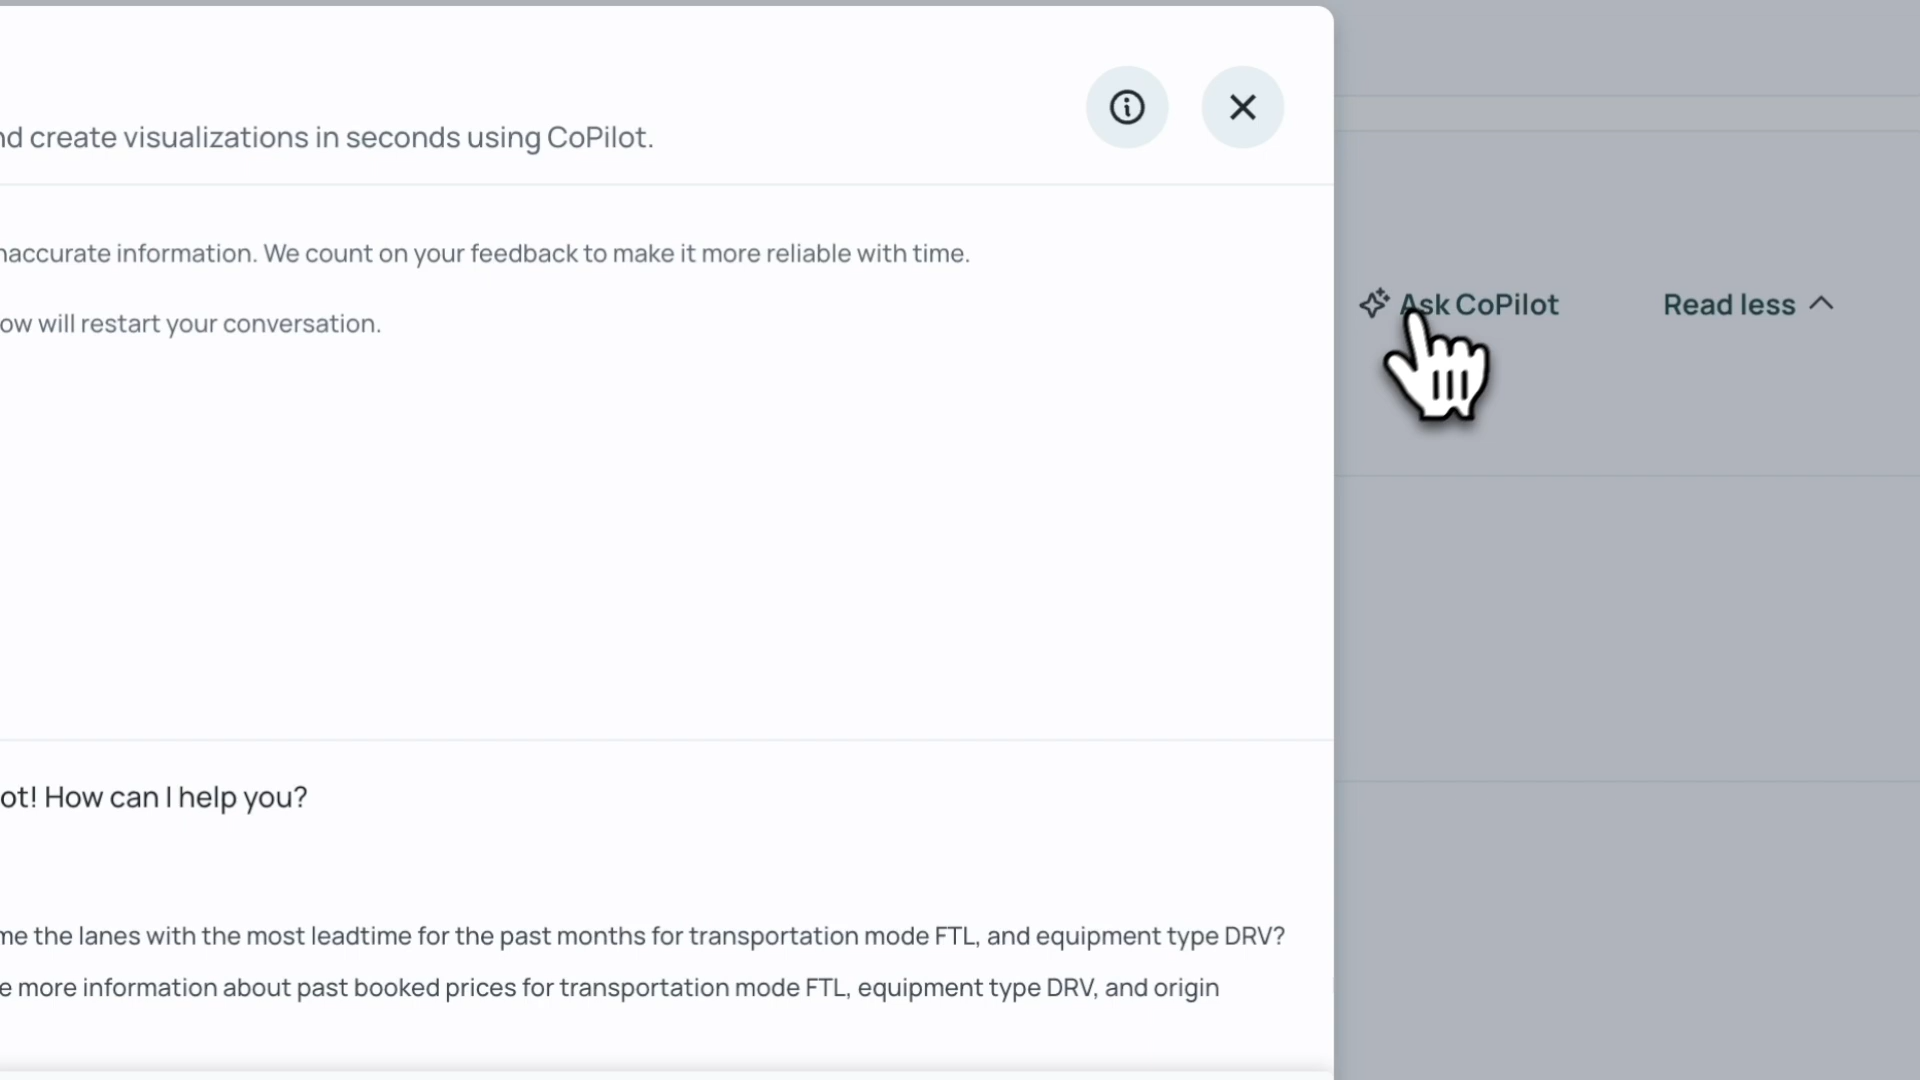 create visualizations in seconds using CoPilot.
accurate information. We count on your feedback to make it more reliable with time.
Ask CoPilot
Read less
will restart your conversation.
ot! How can I help you?
me the lanes with the most leadtime for the past months for transportation mode FTL, and equipment type DRV?
e more information about past booked prices for transportation mode FTL, equipment type DRV, and origin